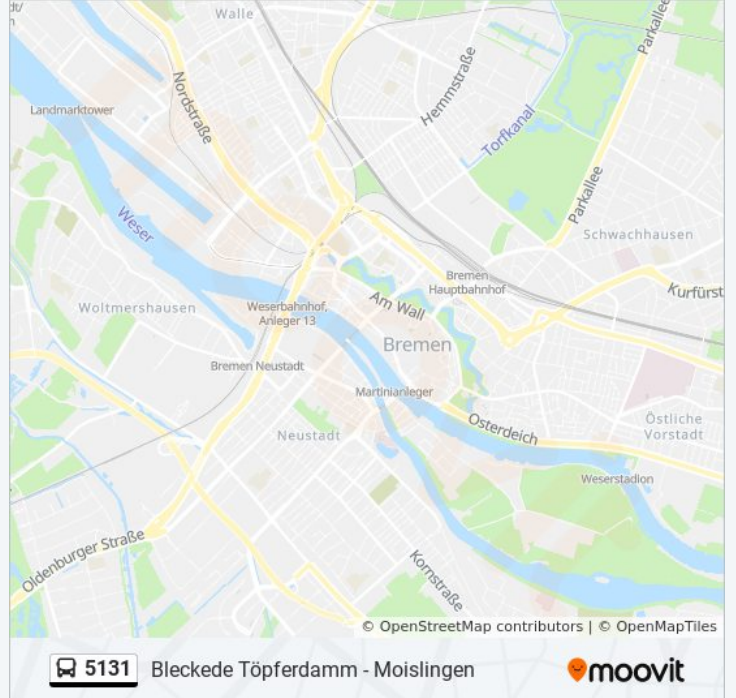 dt/
Walle
Parkallee
Nordstraße
Hemmstraße
Landmarktower
Torfkanal
Parkallee
Weser
Schwachhausen
Bremen
Hauptbahnhof
Kurfürst
Woltmershausen
Weserbahnhof,
Anleger 13
Am Wall
Bremen
Bremen Neustadt
Martinianleger
Osterdeich
Östliche
Vorstadt
Neustadt
Weserstadion
Oldenburger Straße
Kornstraße
© OpenStreetMap contributors | © OpenMapTiles
5131 Bleckede Töpferdamm - Moislingen
moovit